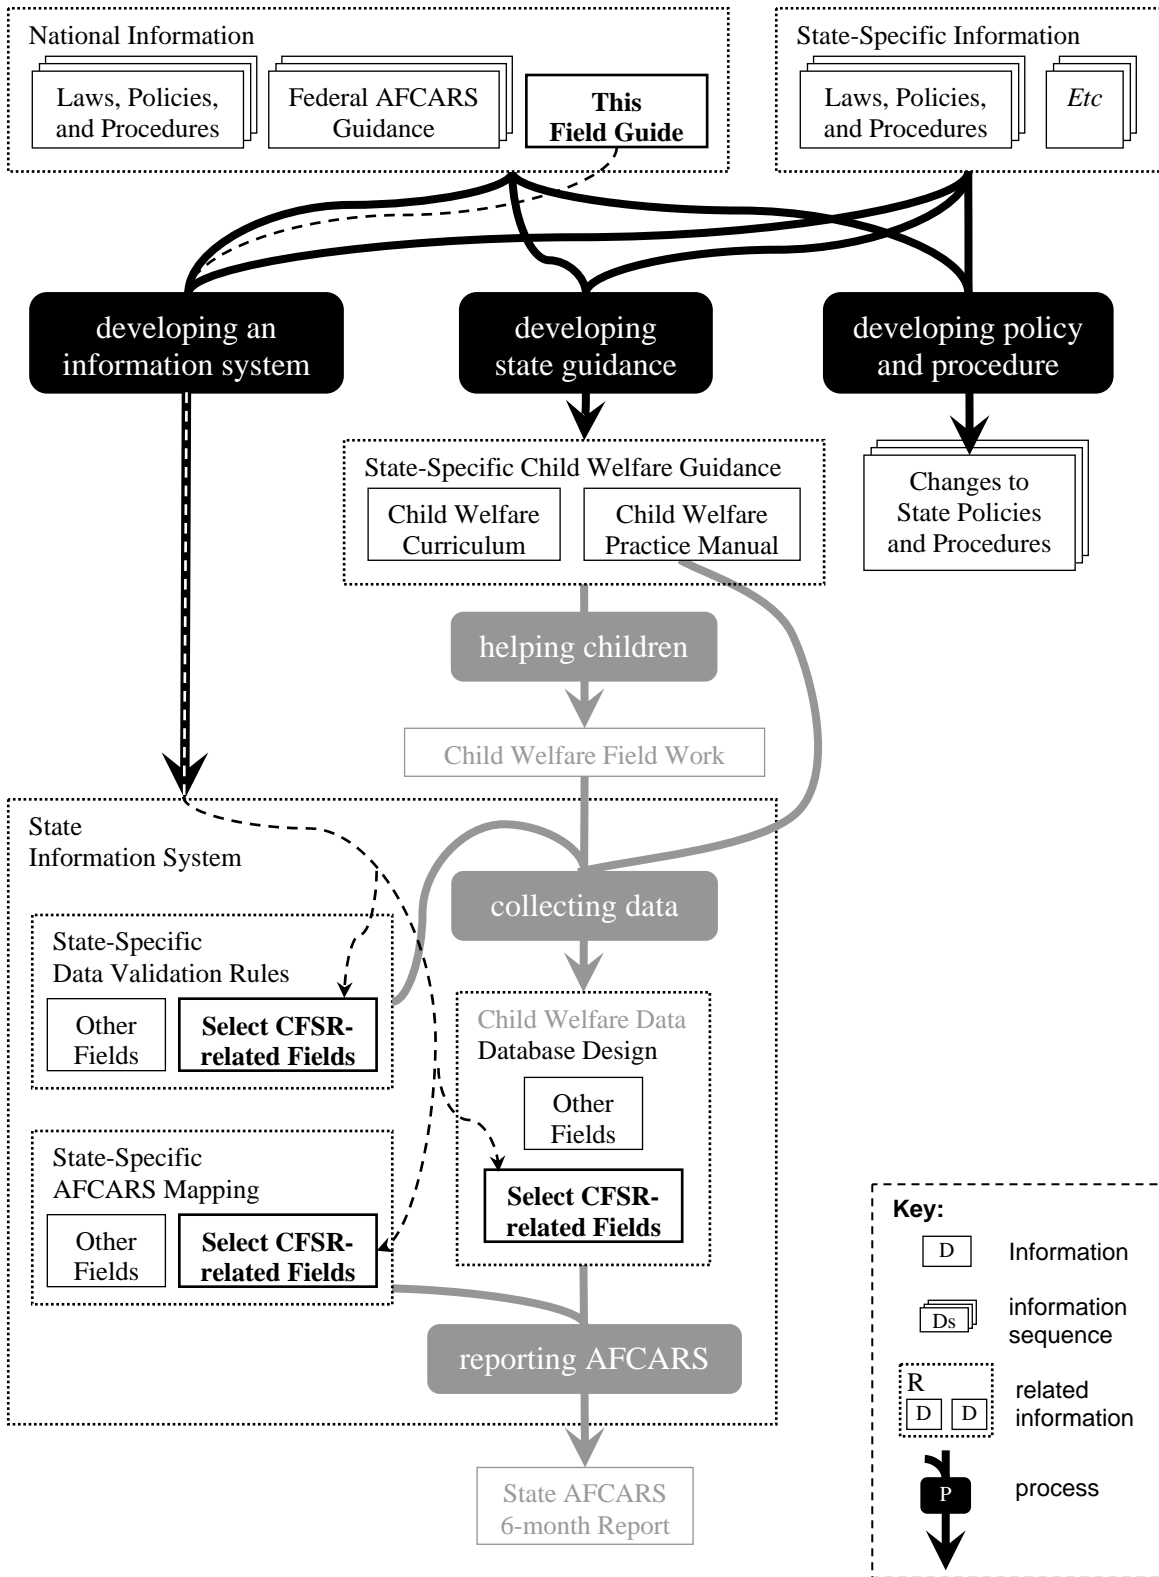 National Information
Laws, Policies,
and Procedures
Federal AFCARS
Guidance
This
Field Guide
State-Specific Information
Laws, Policies,
and Procedures
Etc
developing an
information system
developing
state guidance
developing policy
and procedure
State-Specific Child Welfare Guidance
Child Welfare
Curriculum
Child Welfare
Practice Manual
Changes to
State Policies
and Procedures
helping children
Child Welfare Field Work
State
Information System
collecting data
State-Specific
Data Validation Rules
Other
Fields
Select CFSR-
related Fields
Child Welfare Data
Database Design
Other
Fields
Select CFSR-
related Fields
State-Specific
AFCARS Mapping
Other
Fields
Select CFSR-
related Fields
reporting AFCARS
State AFCARS
6-month Report
Key:
D
Information
Ds
information
sequence
R
D D
related
information
P
process